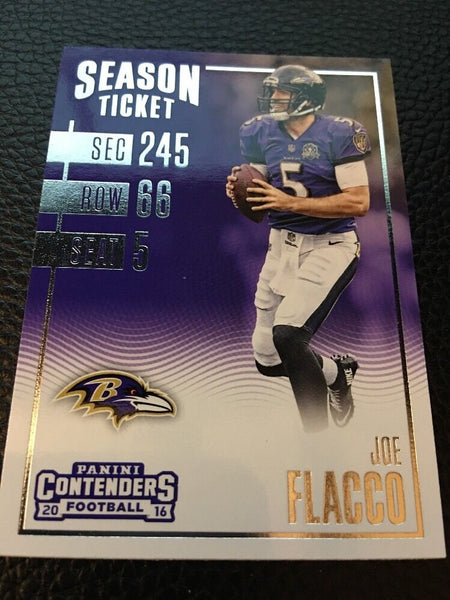 SEASON
TICKET
SEC 245
ROW 66
SEAT 5
5
B
JOE
FLACCO
PANINI
CONTENDERS
FOOTBALL
20 16